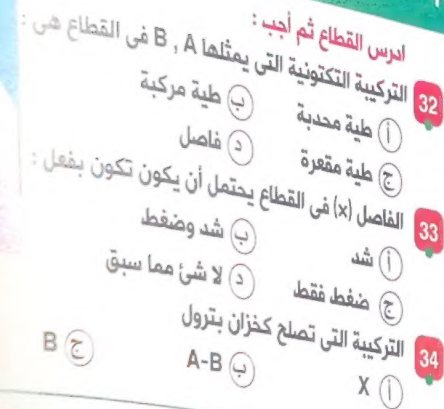 ادرس القطاع ثم أجب :
32 التركيبة التكتونية التى يمثلها A , B فى القطاع هى :
أ طية محدبة ب طية مركبة
ج طية مقعرة د فاصل
33 الفاصل (x) فى القطاع يحتمل أن يكون تكون بفعل :
أ شد ب شد وضغط
ج ضغط فقط د لا شئ مما سبق
34 التركيبة التى تصلح كخزان بترول
أ X ب A-B ج B